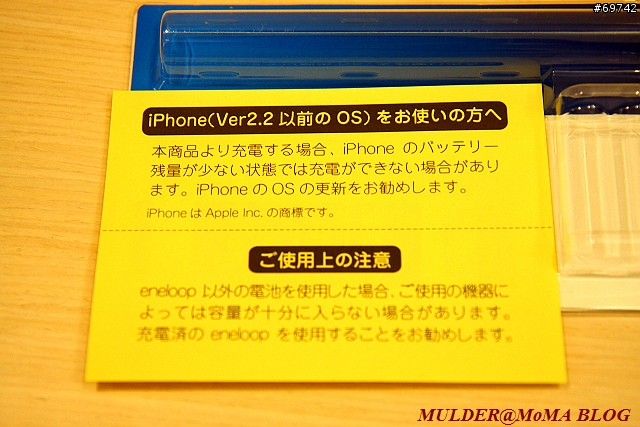 #69742
iPhone(Ver2.2以前のOS)をお使いの方へ
本商品より充電する場合、iPhone のバッテリー
残量が少ない状態では充電ができない場合があり
ます。iPhone の OS の更新をお勧めします。
iPhone は Apple Inc. の商標です。
ご使用上の注意
eneloop 以外の電池を使用した場合、ご使用の機器に
よっては容量が十分に入らない場合があります。
充電済の eneloop を使用することをお勧めします。
MULDER@MoMA BLOG